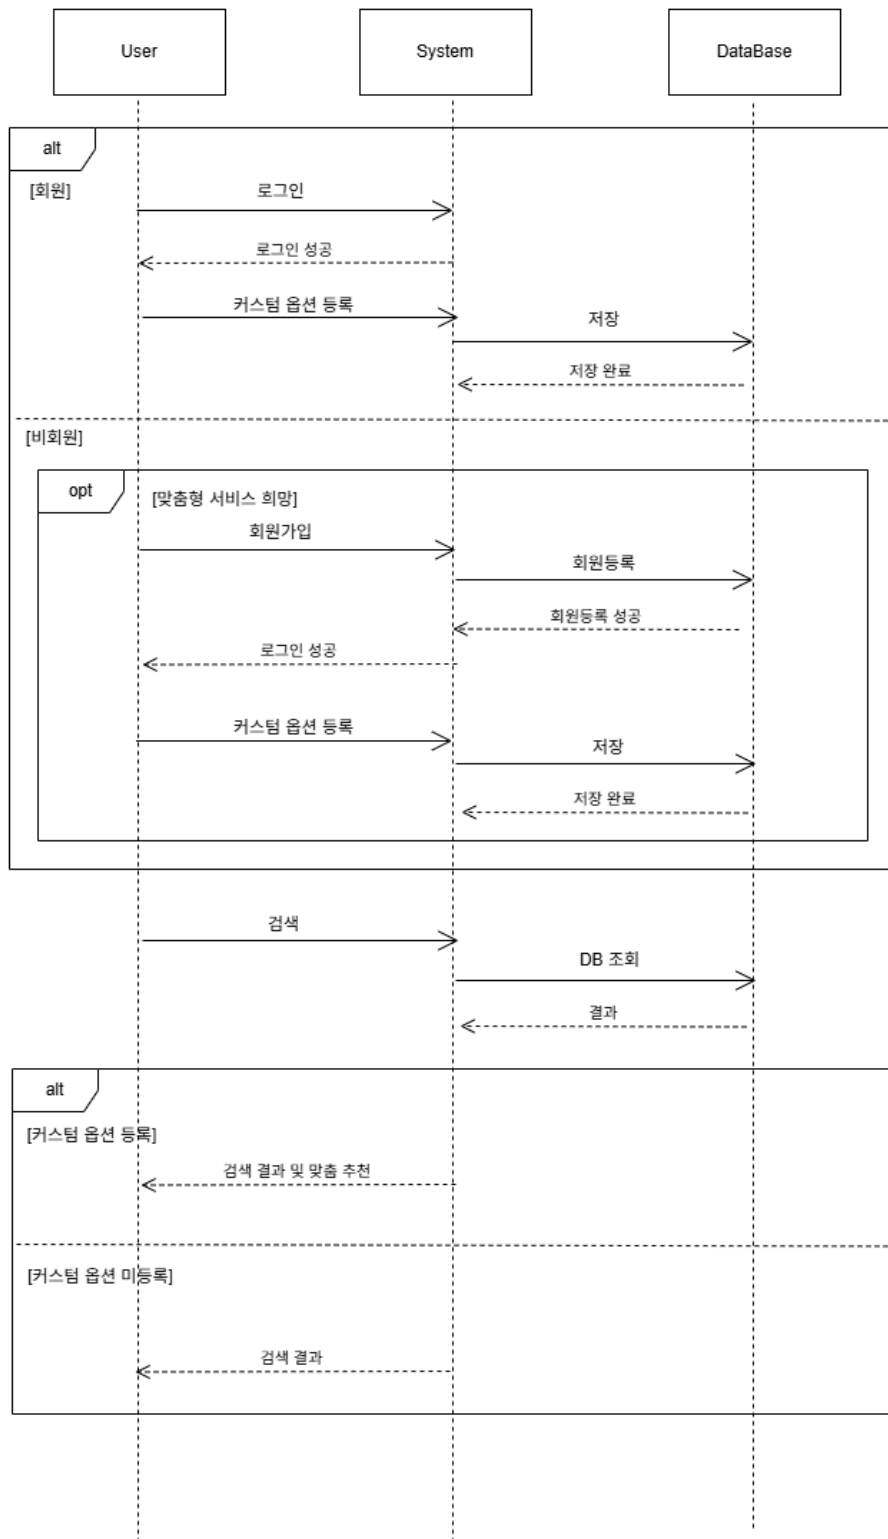 User
System
DataBase
alt
[회원]
로그인
로그인 성공
커스텀 옵션 등록
저장
저장 완료
[비회원]
opt
[맞춤형 서비스 희망]
회원가입
회원등록
회원등록 성공
로그인 성공
커스텀 옵션 등록
저장
저장 완료
검색
DB 조회
결과
alt
[커스텀 옵션 등록]
검색 결과 및 맞춤 추천
[커스텀 옵션 미등록]
검색 결과